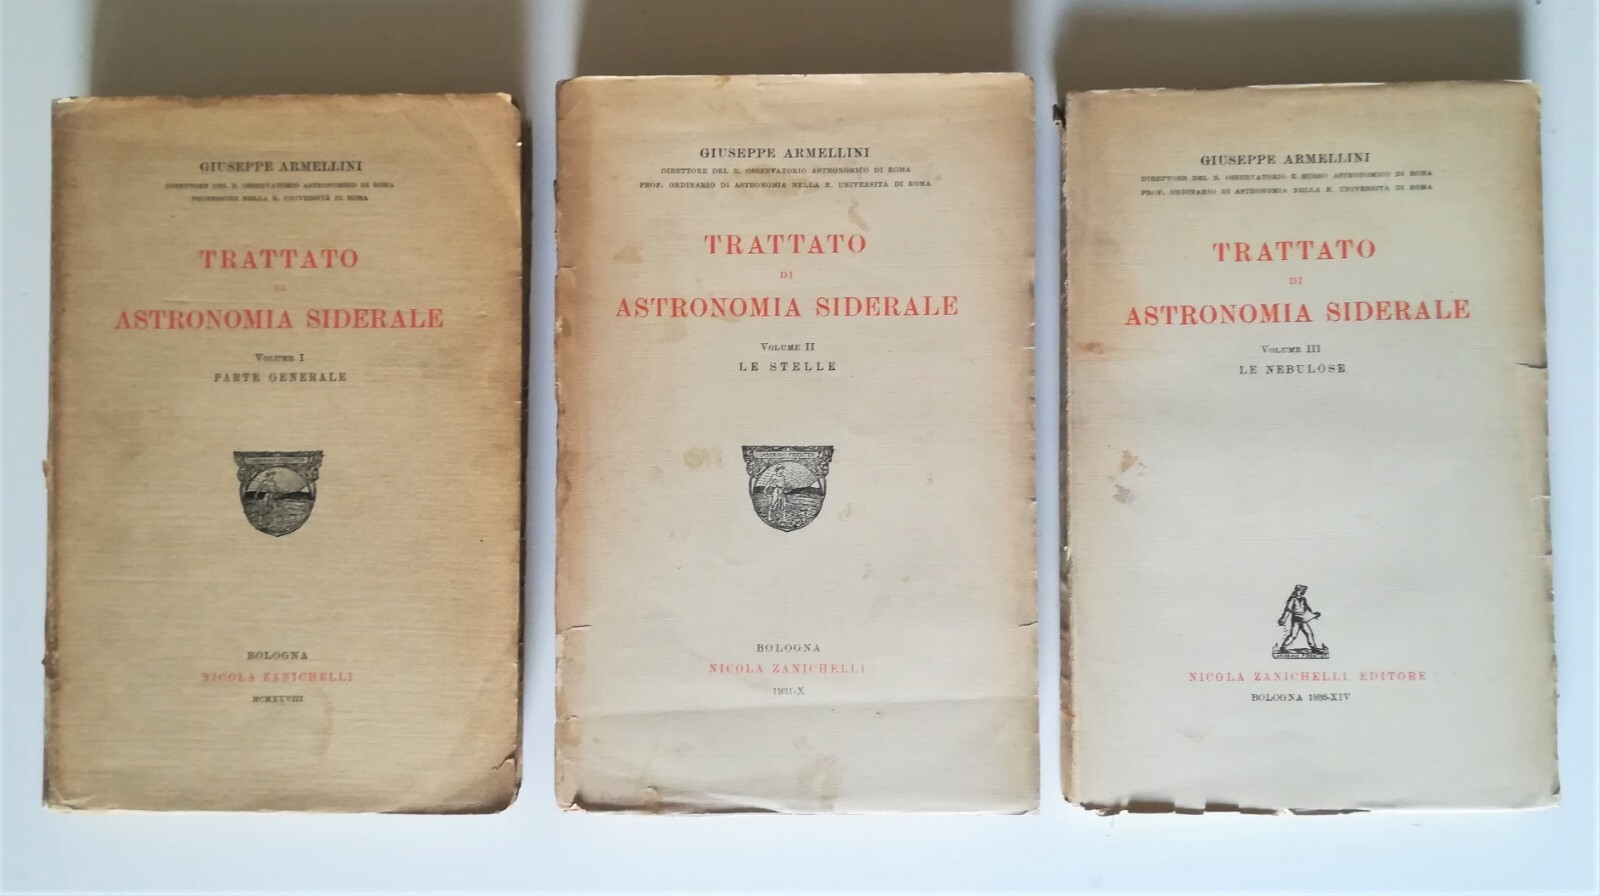 GIUSEPPE ARMELLINI
DIRETTORE DEL R. OSSERVATORIO ASTRONOMICO DI ROMA
PROFESSORE NELLA R. UNIVERSITÀ DI ROMA
TRATTATO
DI
ASTRONOMIA SIDERALE
VOLUME I
PARTE GENERALE
BOLOGNA
NICOLA ZANICHELLI
MCMXXVIII
GIUSEPPE ARMELLINI
DIRETTORE DEL R. OSSERVATORIO ASTRONOMICO DI ROMA
PROF. ORDINARIO DI ASTRONOMIA NELLA R. UNIVERSITÀ DI ROMA
TRATTATO
DI
ASTRONOMIA SIDERALE
VOLUME II
LE STELLE
BOLOGNA
NICOLA ZANICHELLI
1931-X
GIUSEPPE ARMELLINI
DIRETTORE DEL R. OSSERVATORIO E MUSEO ASTRONOMICO DI ROMA
PROF. ORDINARIO DI ASTRONOMIA NELLA R. UNIVERSITÀ DI ROMA
TRATTATO
DI
ASTRONOMIA SIDERALE
VOLUME III
LE NEBULOSE
NICOLA ZANICHELLI EDITORE
BOLOGNA 1936-XIV